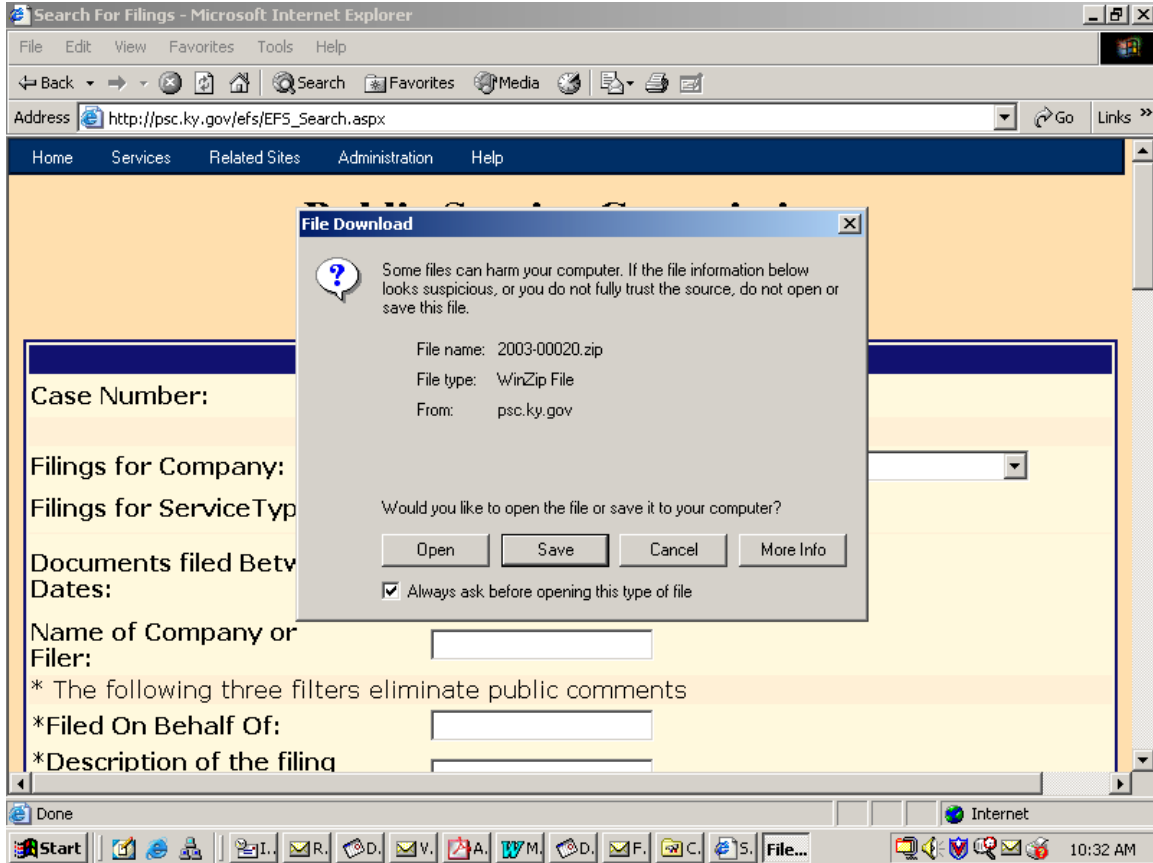 Search For Filings - Microsoft Internet Explorer
File Edit View Favorites Tools Help
Back Search Favorites Media
Address http://psc.ky.gov/efs/EFS_Search.aspx Go Links »
Home Services Related Sites Administration Help
File Download
Some files can harm your computer. If the file information below
looks suspicious, or you do not fully trust the source, do not open or
save this file.
File name: 2003-00020.zip
File type: WinZip File
From: psc.ky.gov
Would you like to open the file or save it to your computer?
Open Save Cancel More Info
Always ask before opening this type of file
Case Number:
Filings for Company:
Filings for ServiceTyp
Documents filed Betw
Dates:
Name of Company or
Filer:
* The following three filters eliminate public comments
*Filed On Behalf Of:
*Description of the filing
Done Internet
Start I.. R. D. V. A. W M. D. F. C. S. File... 10:32 AM